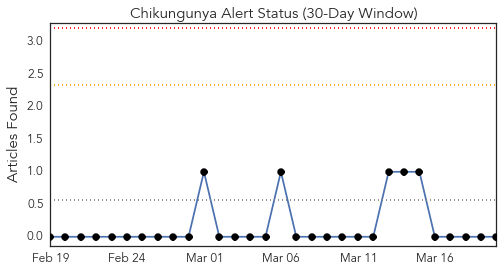 Chikungunya Alert Status (30-Day Window)
Articles Found
3.0
2.5
2.0
1.5
1.0
0.5
0.0
Feb 19 Feb 24 Mar 01 Mar 06 Mar 11 Mar 16